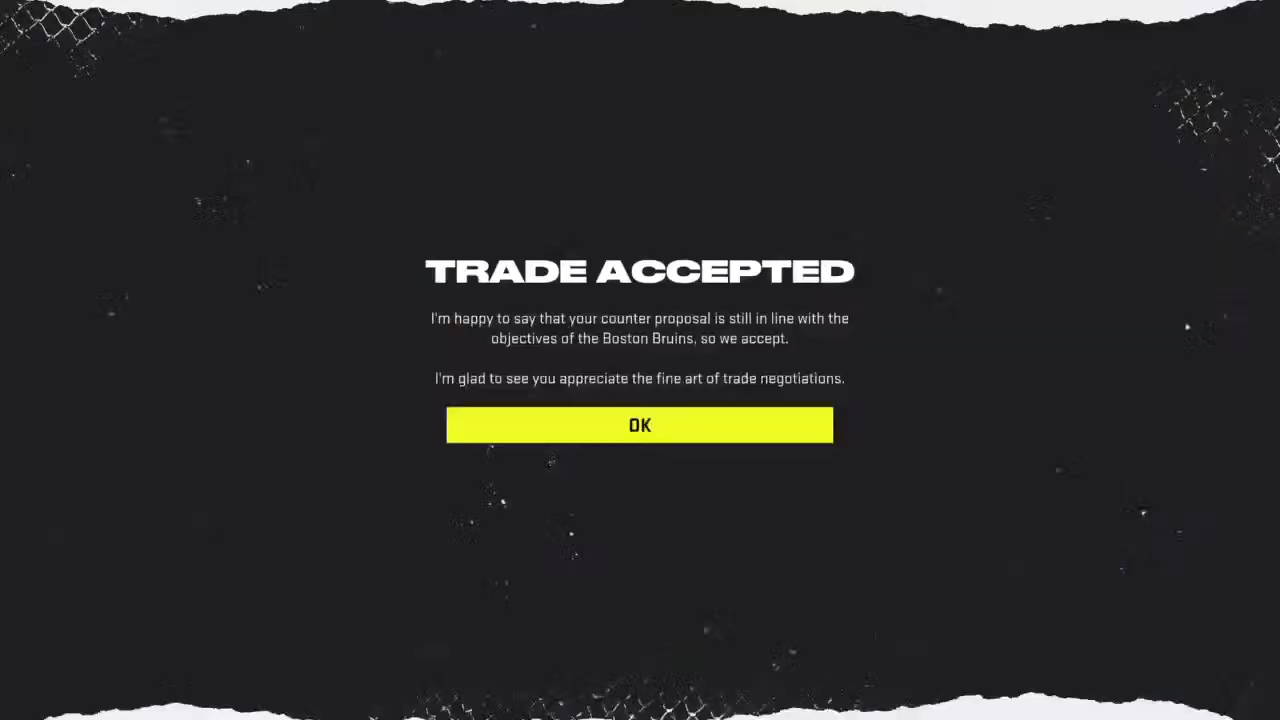 TRADE ACCEPTED
I'm happy to say that your counter proposal is still in line with the
objectives of the Boston Bruins, so we accept.
I'm glad to see you appreciate the fine art of trade negotiations.
OK